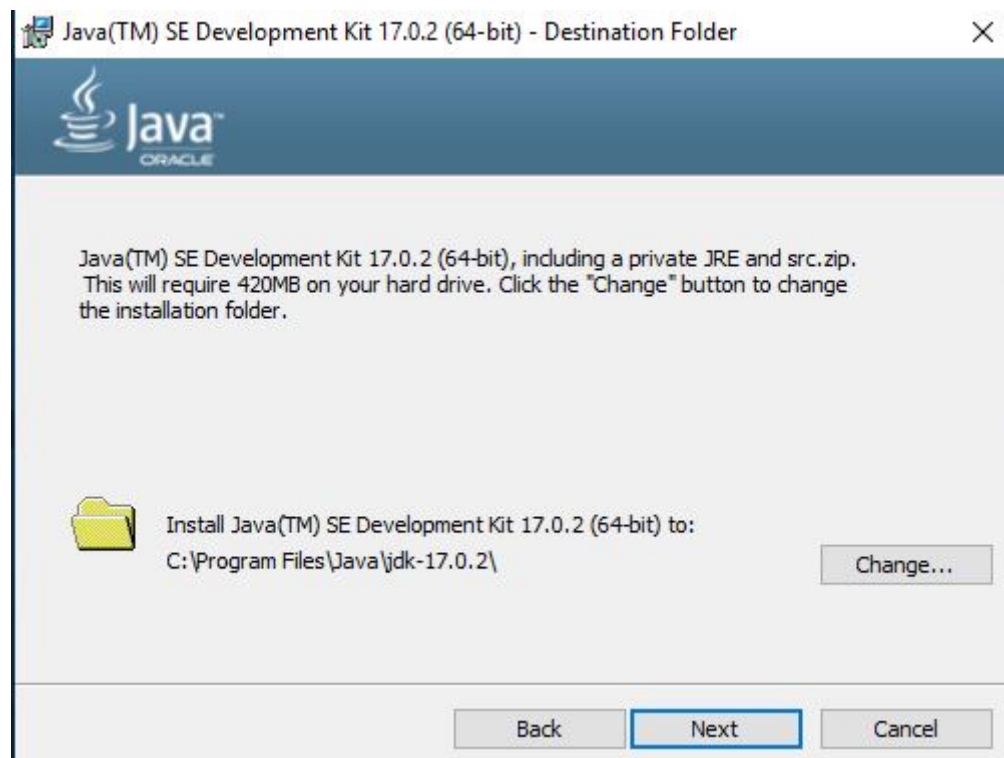 Java(TM) SE Development Kit 17.0.2 (64-bit) - Destination Folder
Java™
ORACLE
Java(TM) SE Development Kit 17.0.2 (64-bit), including a private JRE and src.zip.
This will require 420MB on your hard drive. Click the "Change" button to change
the installation folder.
Install Java(TM) SE Development Kit 17.0.2 (64-bit) to:
C:\Program Files\Java\jdk-17.0.2\
Change...
Back
Next
Cancel